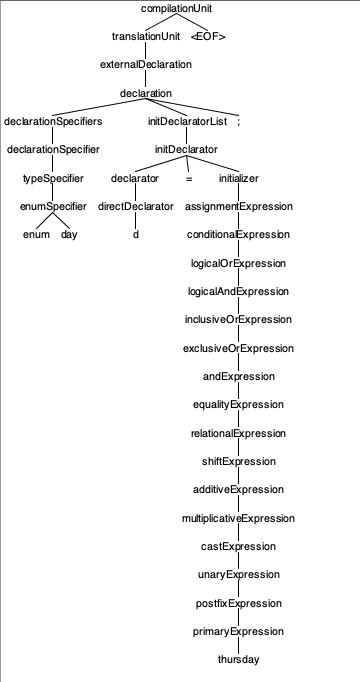 compilationUnit
translationUnit <EOF>
externalDeclaration
declaration
declarationSpecifiers initDeclaratorList ;
declarationSpecifier initDeclarator
typeSpecifier declarator = initializer
enumSpecifier directDeclarator assignmentExpression
enum day d conditionalExpression
logicalOrExpression
logicalAndExpression
inclusiveOrExpression
exclusiveOrExpression
andExpression
equalityExpression
relationalExpression
shiftExpression
additiveExpression
multiplicativeExpression
castExpression
unaryExpression
postfixExpression
primaryExpression
thursday